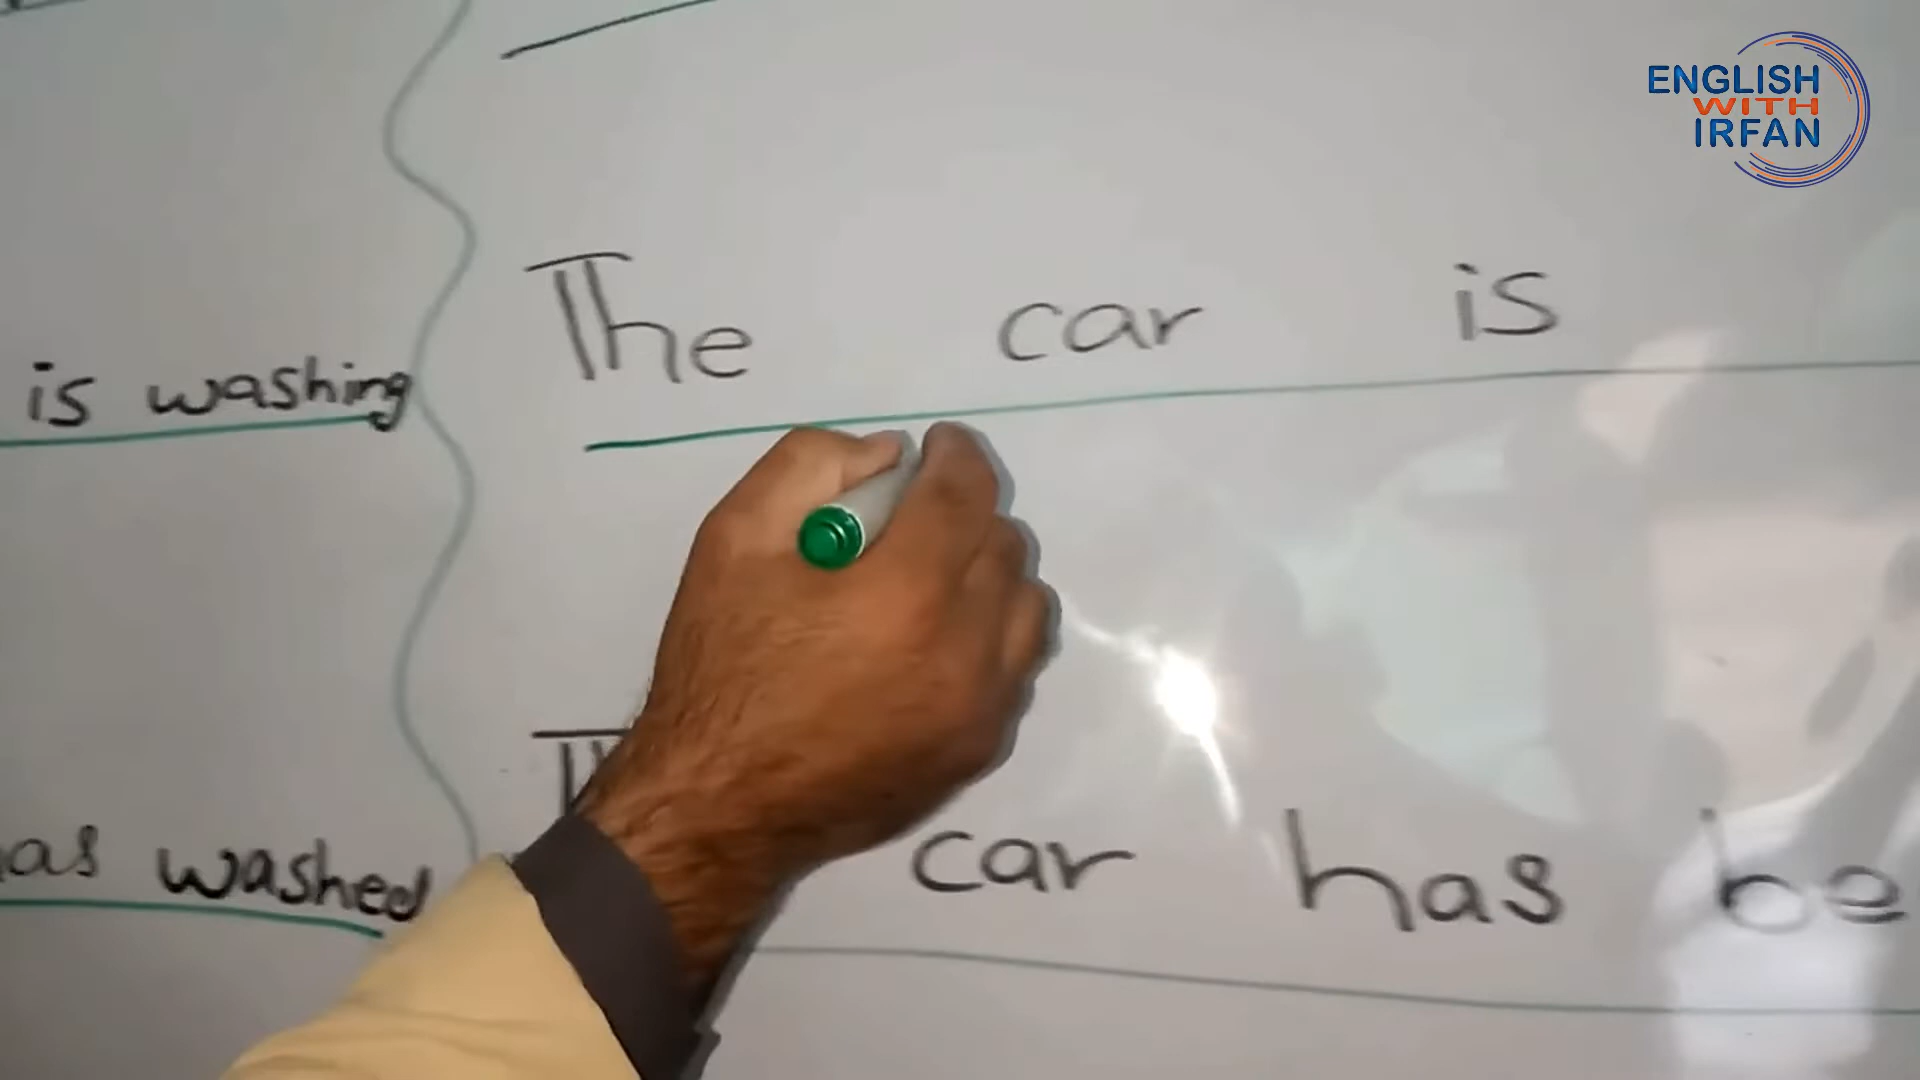 ENGLISH
WITH
IRFAN
The car is
is washing
car has be
as washed